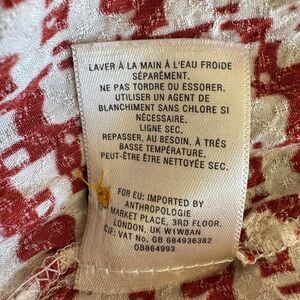 LAVER À LA MAIN À L'EAU FROIDE
SÉPARÉMENT.
NE PAS TORDRE OU ESSORER.
UTILISER UN AGENT DE
BLANCHIMENT SANS CHLORE SI
NÉCESSAIRE.
LIGNE SEC.
REPASSER, AU BESOIN, À TRÈS
BASSE TEMPÉRATURE.
PEUT-ÊTRE ÊTRE NETTOYÉE SEC.
FOR EU: IMPORTED BY
ANTHROPOLOGIE
MARKET PLACE, 3RD FLOOR.
LONDON, UK W1W8AN
CIF: VAT No. GB 684936382
08864993